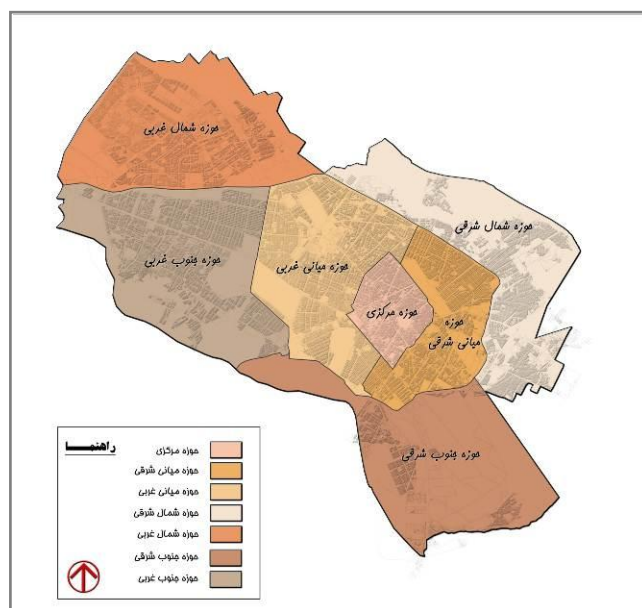 حوزه شمال غربی
حوزه شمال شرقی
حوزه جنوب غربی
حوزه میانی غربی
حوزه مرکزی
حوزه
میانی شرقی
حوزه جنوب شرقی
راهنمــا
حوزه مرکزی
حوزه میانی شرقی
حوزه میانی غربی
حوزه شمال شرقی
حوزه شمال غربی
حوزه جنوب شرقی
حوزه جنوب غربی